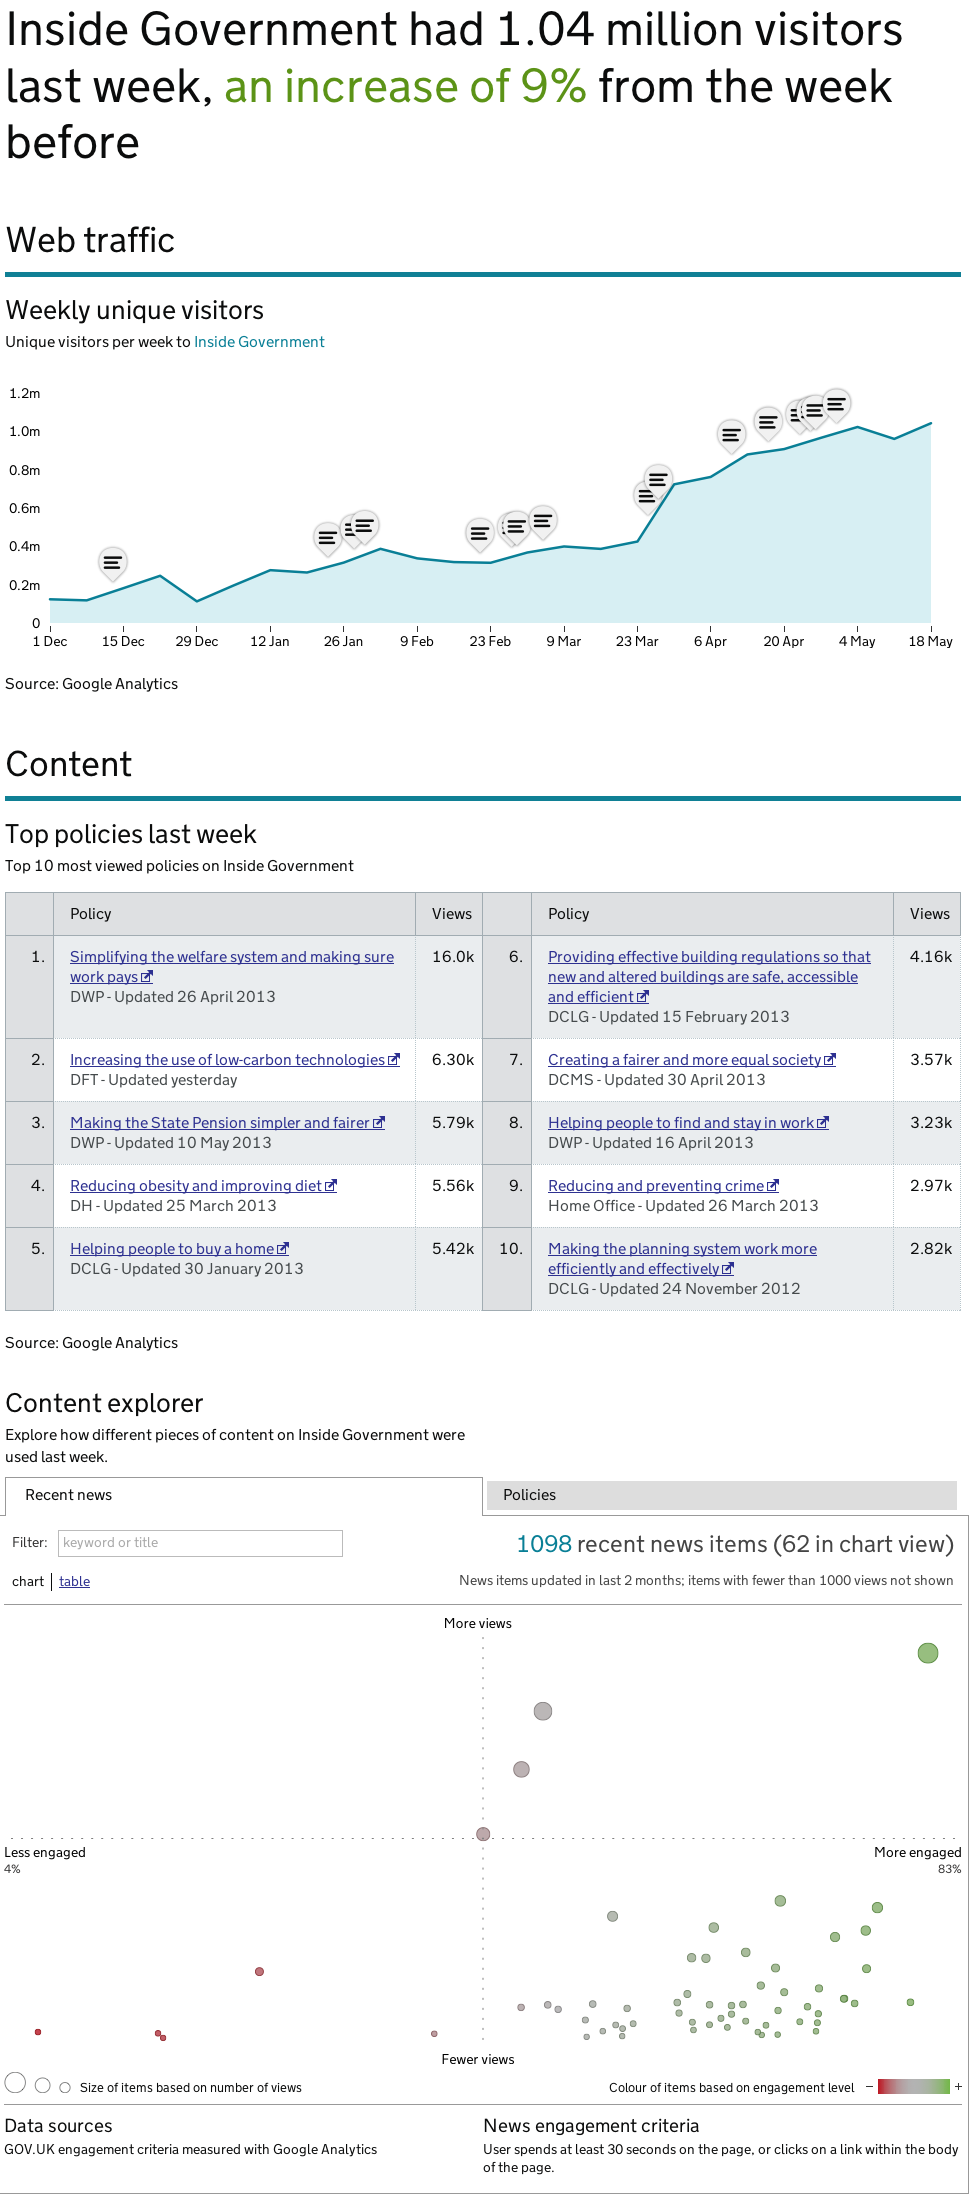 Inside Government had 1.04 million visitors
last week, an increase of 9% from the week
before
Web traffic
Weekly unique visitors
Unique visitors per week to Inside Government
1.2m
1.0m
0.8m
0.6m
0.4m
0.2m
0
1 Dec 15 Dec 29 Dec 12 Jan 26 Jan 9 Feb 23 Feb 9 Mar 23 Mar 6 Apr 20 Apr 4 May 18 May
Source: Google Analytics
Content
Top policies last week
Top 10 most viewed policies on Inside Government
Policy Views
1. Simplifying the welfare system and making sure 16.0k
work pays
DWP - Updated 26 April 2013
2. Increasing the use of low-carbon technologies 6.30k
DFT - Updated yesterday
3. Making the State Pension simpler and fairer 5.79k
DWP - Updated 10 May 2013
4. Reducing obesity and improving diet 5.56k
DH - Updated 25 March 2013
5. Helping people to buy a home 5.42k
DCLG - Updated 30 January 2013
Policy Views
6. Providing effective building regulations so that 4.16k
new and altered buildings are safe, accessible
and efficient
DCLG - Updated 15 February 2013
7. Creating a fairer and more equal society 3.57k
DCMS - Updated 30 April 2013
8. Helping people to find and stay in work 3.23k
DWP - Updated 16 April 2013
9. Reducing and preventing crime 2.97k
Home Office - Updated 26 March 2013
10. Making the planning system work more 2.82k
efficiently and effectively
DCLG - Updated 24 November 2012
Source: Google Analytics
Content explorer
Explore how different pieces of content on Inside Government were
used last week.
Recent news Policies
Filter: keyword or title
1098 recent news items (62 in chart view)
chart | table
News items updated in last 2 months; items with fewer than 1000 views not shown
More views
Less engaged
4%
More engaged
83%
Fewer views
Size of items based on number of views
Colour of items based on engagement level − +
Data sources
GOV.UK engagement criteria measured with Google Analytics
News engagement criteria
User spends at least 30 seconds on the page, or clicks on a link within the body
of the page.